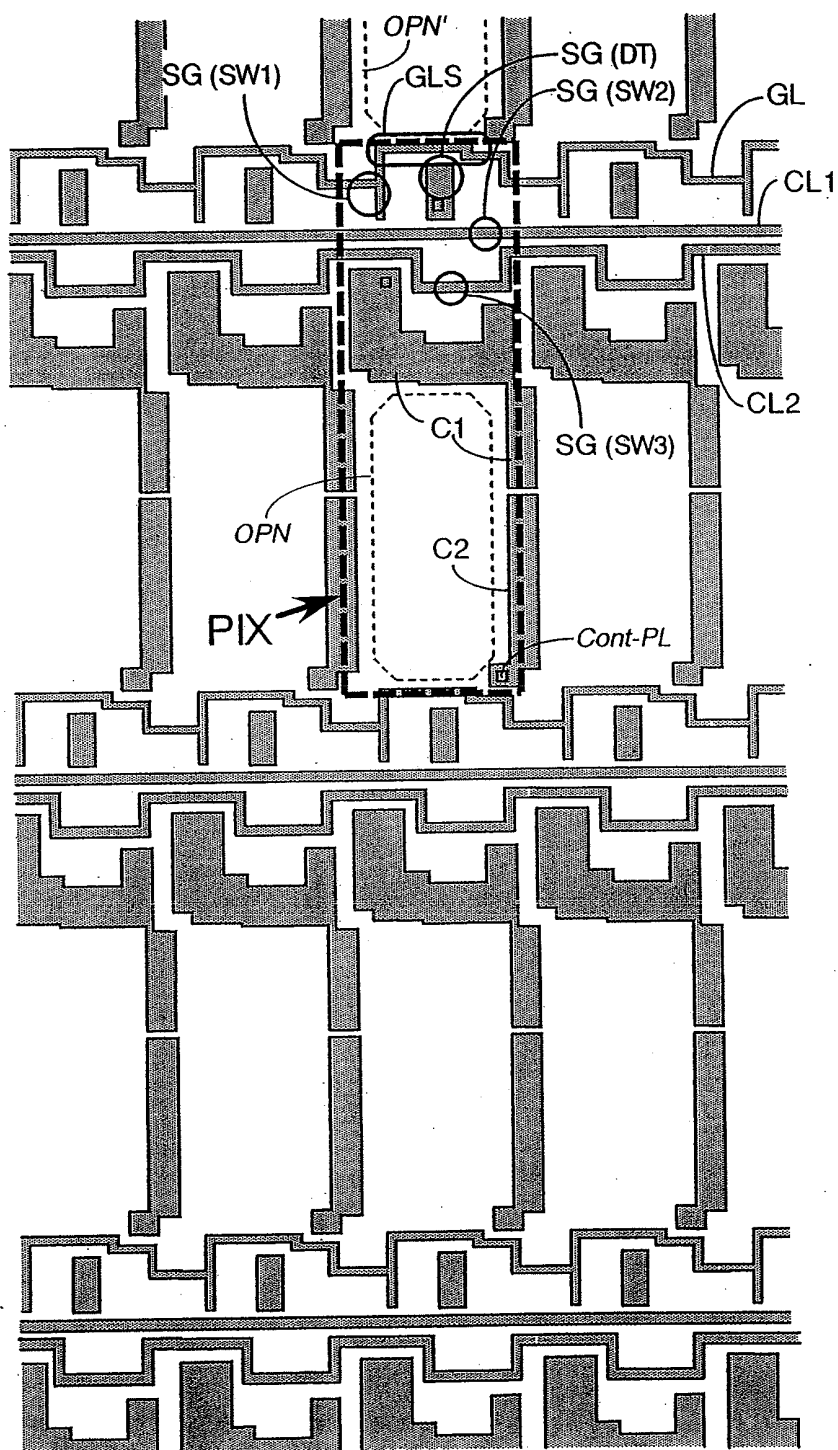 OPN'
SG (DT)
SG (SW1)
GLS
SG (SW2)
GL
CL1
C1
CL2
SG (SW3)
OPN
C2
PIX
Cont-PL